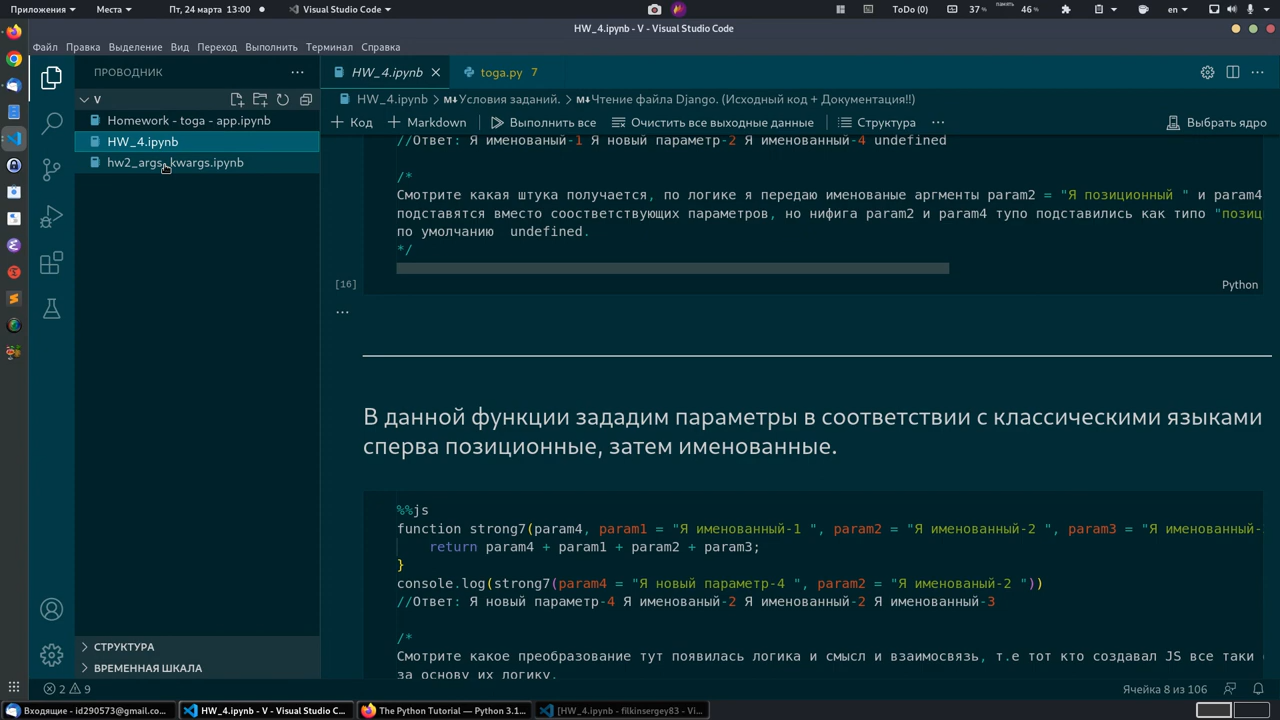 Приложения
Места
Пт, 24 марта 13:00
Visual Studio Code
ToDo (0)
37 %
память
46 %
en
HW_4.ipynb - V - Visual Studio Code
Файл Правка Выделение Вид Переход Выполнить Терминал Справка
ПРОВОДНИК
HW_4.ipynb
toga.py 7
V
HW_4.ipynb > Условия заданий. > Чтение файла Django. (Исходный код + Документация!!)
Homework - toga - app.ipynb
HW_4.ipynb
hw2_args_kwargs.ipynb
Код
Markdown
Выполнить все
Очистить все выходные данные
Структура
Выбрать ядро
//Ответ: Я именованый-1 Я новый параметр-2 Я именованный-4 undefined
/*
Смотрите какая штука получается, по логике я передаю именованые аргменты param2 = "Я позиционный " и param4
подставятся вместо соостветствующих параметров, но нифига param2 и param4 тупо подставились как типо "позиц
по умолчанию undefined.
*/
[16]
Python
В данной функции зададим параметры в соответствии с классическими языками
сперва позиционные, затем именованные.
%%js
function strong7(param4, param1 = "Я именованный-1 ", param2 = "Я именованный-2 ", param3 = "Я именованный-
return param4 + param1 + param2 + param3;
}
console.log(strong7(param4 = "Я новый параметр-4 ", param2 = "Я именованый-2 "))
//Ответ: Я новый параметр-4 Я именованый-2 Я именованный-2 Я именованный-3
/*
Смотрите какое преобразование тут появилась логика и смысл и взаимосвязь, т.е тот кто создавал JS все таки
за основу их логику.
СТРУКТУРА
ВРЕМЕННАЯ ШКАЛА
2 9
Ячейка 8 из 106
Входящие - id290573@gmail.co...
HW_4.ipynb - V - Visual Studio C...
The Python Tutorial — Python 3.1...
[HW_4.ipynb - filkinsergey83 - Vi...